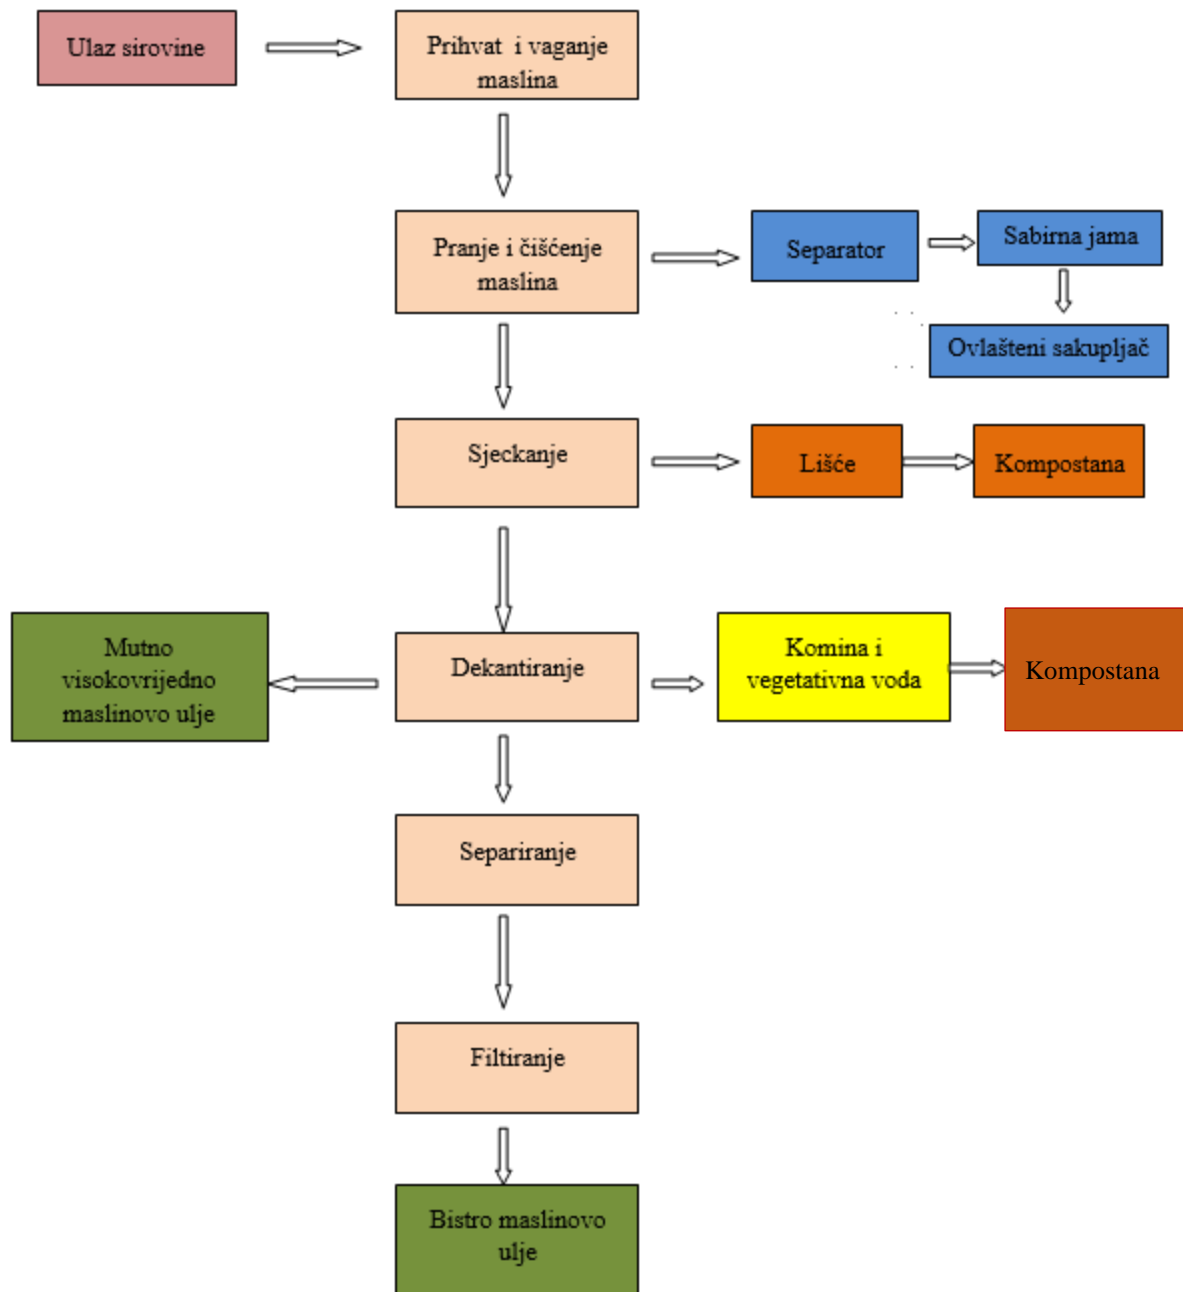 Ulaz sirovine
Prihvat i vaganje
maslina
Pranje i čišćenje
maslina
Separator
Sabirna jama
Ovlašteni sakupljač
Sjeckanje
Lišće
Kompostana
Mutno
visokovrijedno
maslinovo ulje
Dekantiranje
Komina i
vegetativna voda
Kompostana
Separiranje
Filtiranje
Bistro maslinovo
ulje